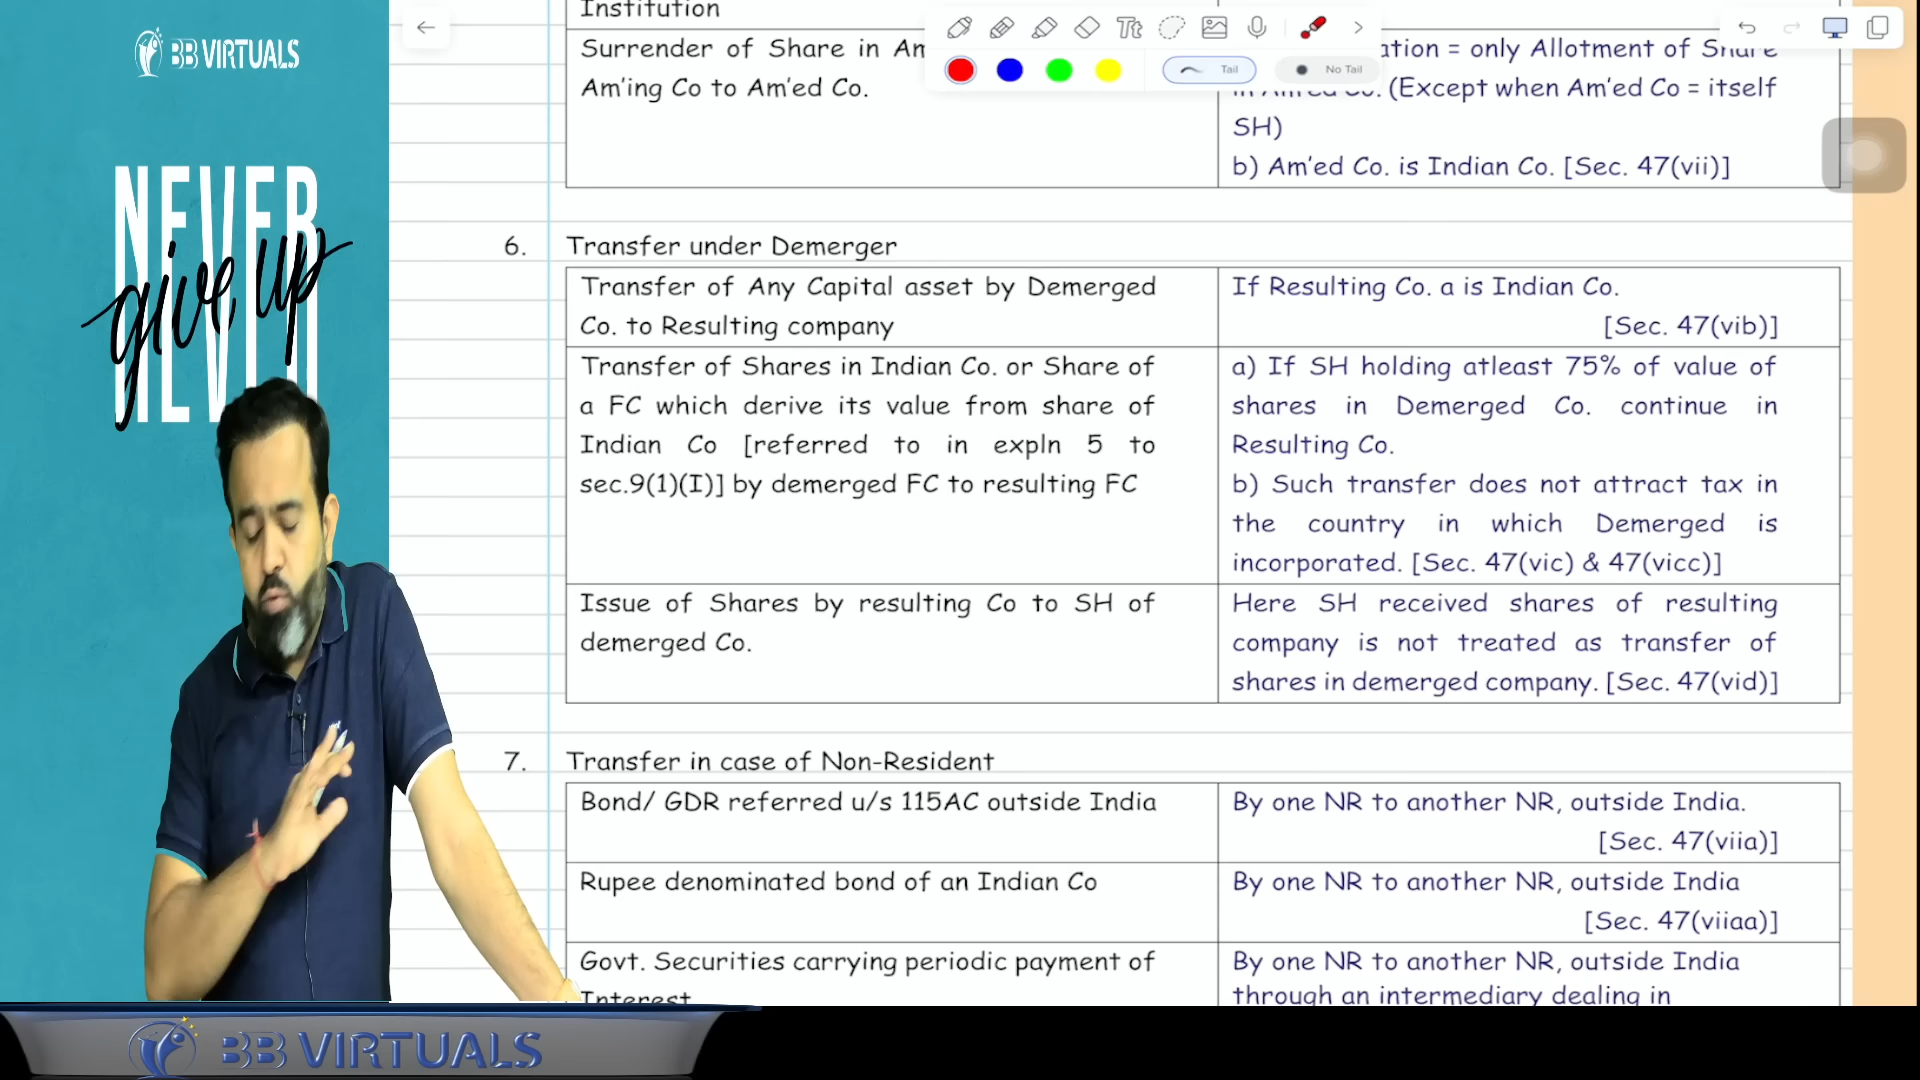 BB VIRTUALS
NEVER
give up
NEVER
Institution
Surrender of Share in Am
Am'ing Co to Am'ed Co.
Tt
Tail
No Tail
ation = only Allotment of Share
in Am'ed Co. (Except when Am'ed Co = itself
SH)
b) Am'ed Co. is Indian Co. [Sec. 47(vii)]
6. Transfer under Demerger
Transfer of Any Capital asset by Demerged
Co. to Resulting company
If Resulting Co. a is Indian Co.
[Sec. 47(vib)]
Transfer of Shares in Indian Co. or Share of
a FC which derive its value from share of
Indian Co [referred to in expln 5 to
sec.9(1)(I)] by demerged FC to resulting FC
a) If SH holding atleast 75% of value of
shares in Demerged Co. continue in
Resulting Co.
b) Such transfer does not attract tax in
the country in which Demerged is
incorporated. [Sec. 47(vic) & 47(vicc)]
Issue of Shares by resulting Co to SH of
demerged Co.
Here SH received shares of resulting
company is not treated as transfer of
shares in demerged company. [Sec. 47(vid)]
7. Transfer in case of Non-Resident
Bond/ GDR referred u/s 115AC outside India
By one NR to another NR, outside India.
[Sec. 47(viia)]
Rupee denominated bond of an Indian Co
By one NR to another NR, outside India
[Sec. 47(viiaa)]
Govt. Securities carrying periodic payment of
Interest
By one NR to another NR, outside India
through an intermediary dealing in
BB VIRTUALS